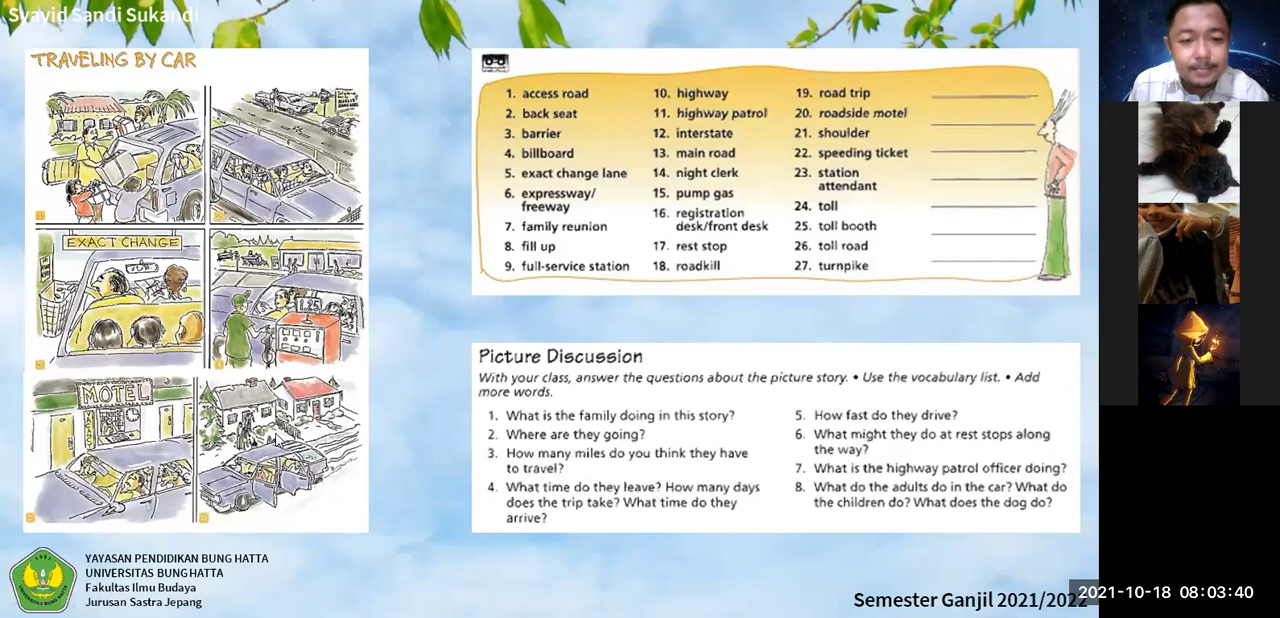 Syayid Sandi Sukandi
TRAVELING BY CAR
EXACT CHANGE
MOTEL
1. access road
2. back seat
3. barrier
4. billboard
5. exact change lane
6. expressway/
freeway
7. family reunion
8. fill up
9. full-service station
10. highway
11. highway patrol
12. interstate
13. main road
14. night clerk
15. pump gas
16. registration
desk/front desk
17. rest stop
18. roadkill
19. road trip
20. roadside motel
21. shoulder
22. speeding ticket
23. station
attendant
24. toll
25. toll booth
26. toll road
27. turnpike
Picture Discussion
With your class, answer the questions about the picture story. • Use the vocabulary list. • Add
more words.
1. What is the family doing in this story?
2. Where are they going?
3. How many miles do you think they have
to travel?
4. What time do they leave? How many days
does the trip take? What time do they
arrive?
5. How fast do they drive?
6. What might they do at rest stops along
the way?
7. What is the highway patrol officer doing?
8. What do the adults do in the car? What do
the children do? What does the dog do?
YAYASAN PENDIDIKAN BUNG HATTA
UNIVERSITAS BUNG HATTA
Fakultas Ilmu Budaya
Jurusan Sastra Jepang
Semester Ganjil 2021/2022
2021-10-18 08:03:40